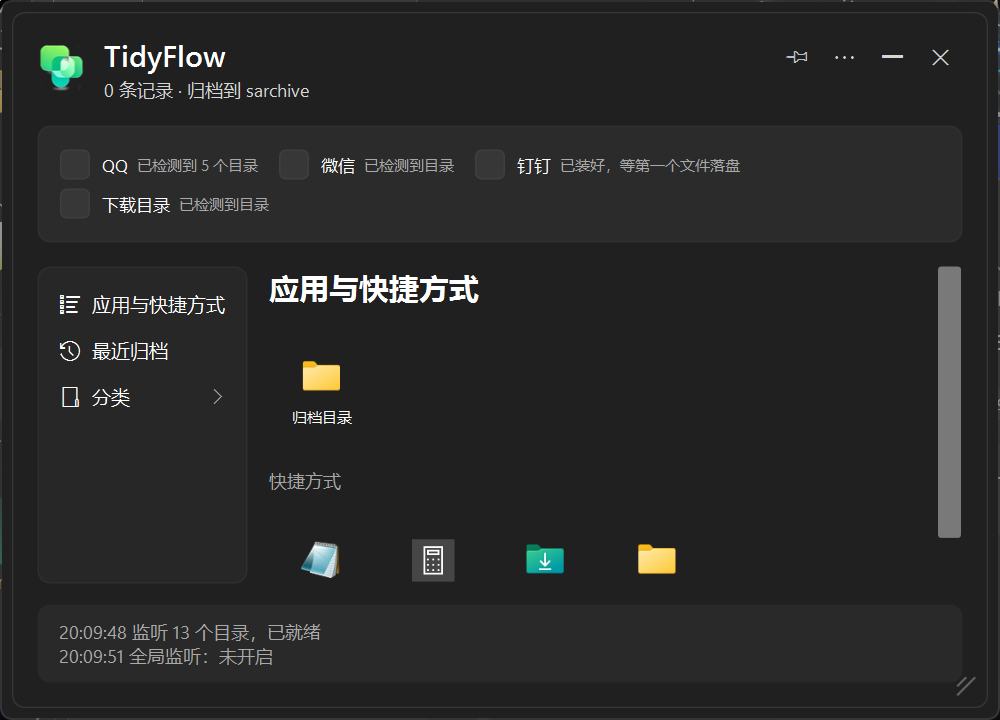 TidyFlow
0 条记录 · 归档到 sarchive
QQ 已检测到 5 个目录 微信 已检测到目录 钉钉 已装好，等第一个文件落盘
下载目录 已检测到目录
应用与快捷方式
最近归档
分类
应用与快捷方式
归档目录
快捷方式
20:09:48 监听 13 个目录，已就绪
20:09:51 全局监听：未开启